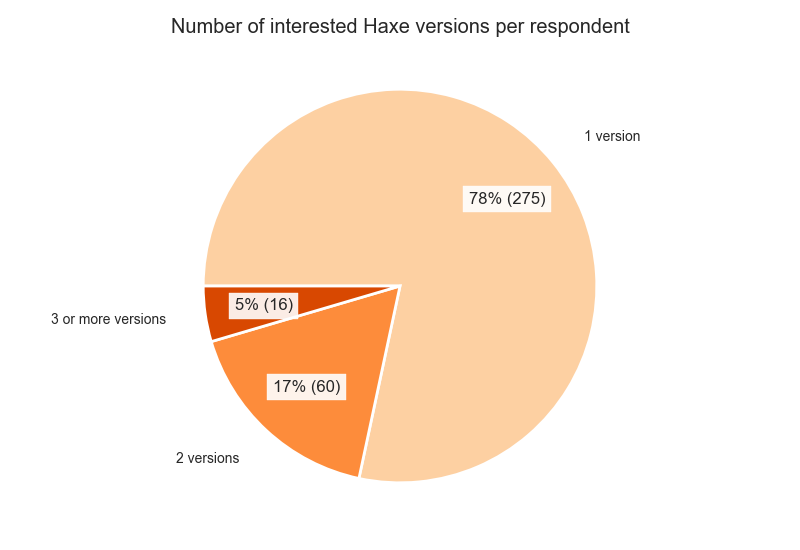 Number of interested Haxe versions per respondent
1 version
78% (275)
5% (16)
3 or more versions
17% (60)
2 versions